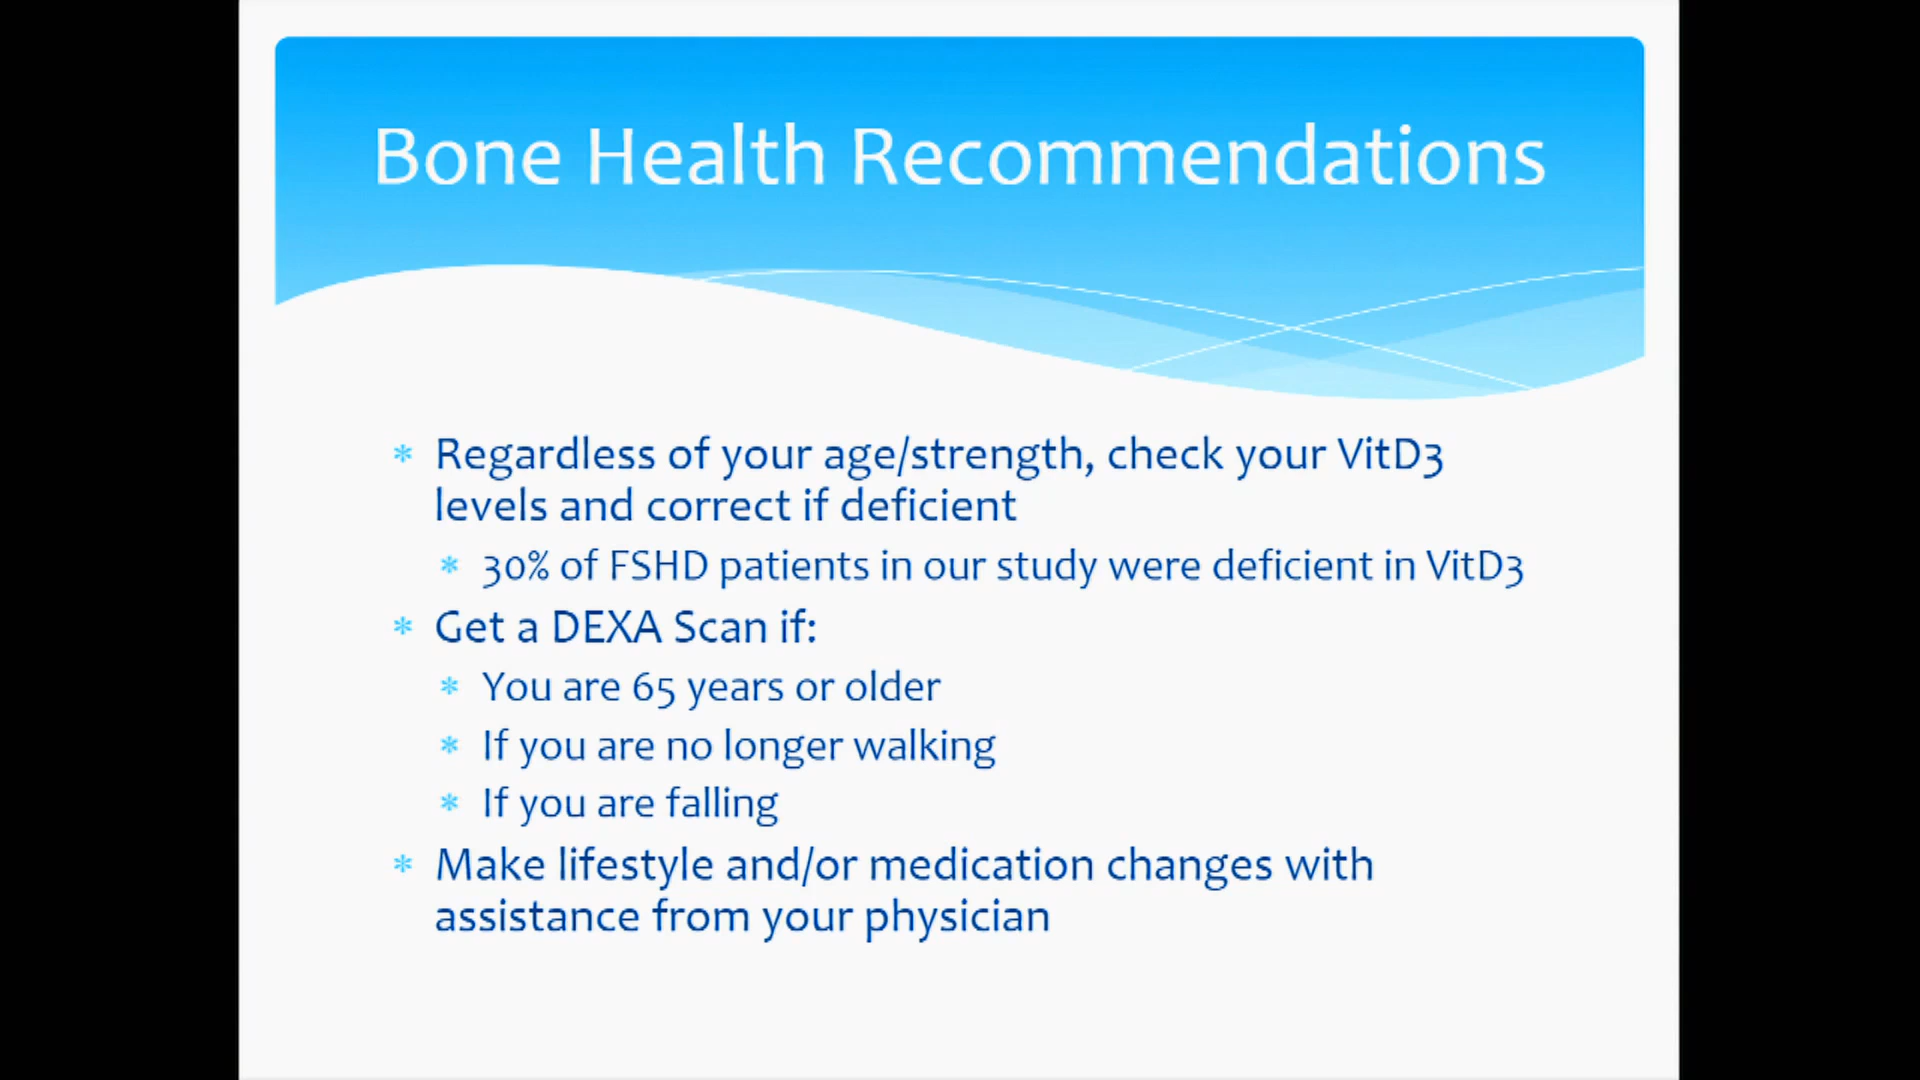 Bone Health Recommendations
* Regardless of your age/strength, check your VitD3
levels and correct if deficient
* 30% of FSHD patients in our study were deficient in VitD3
* Get a DEXA Scan if:
* You are 65 years or older
* If you are no longer walking
* If you are falling
* Make lifestyle and/or medication changes with
assistance from your physician